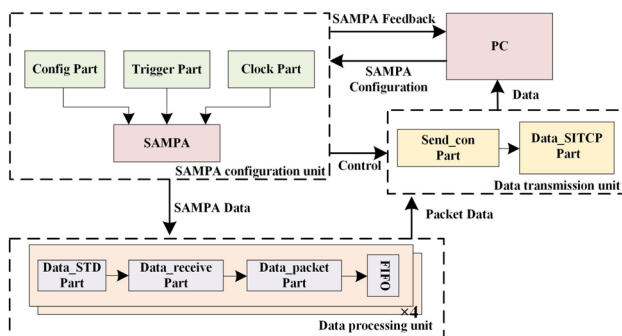 SAMPA Feedback
PC
Config Part
Trigger Part
Clock Part
SAMPA
Configuration
Data
SAMPA
SAMPA configuration unit
Control
Send_con
Part
Data_SITCP
Part
Data transmission unit
SAMPA Data
Packet Data
Data_STD
Part
Data_receive
Part
Data_packet
Part
FIFO
×4
Data processing unit